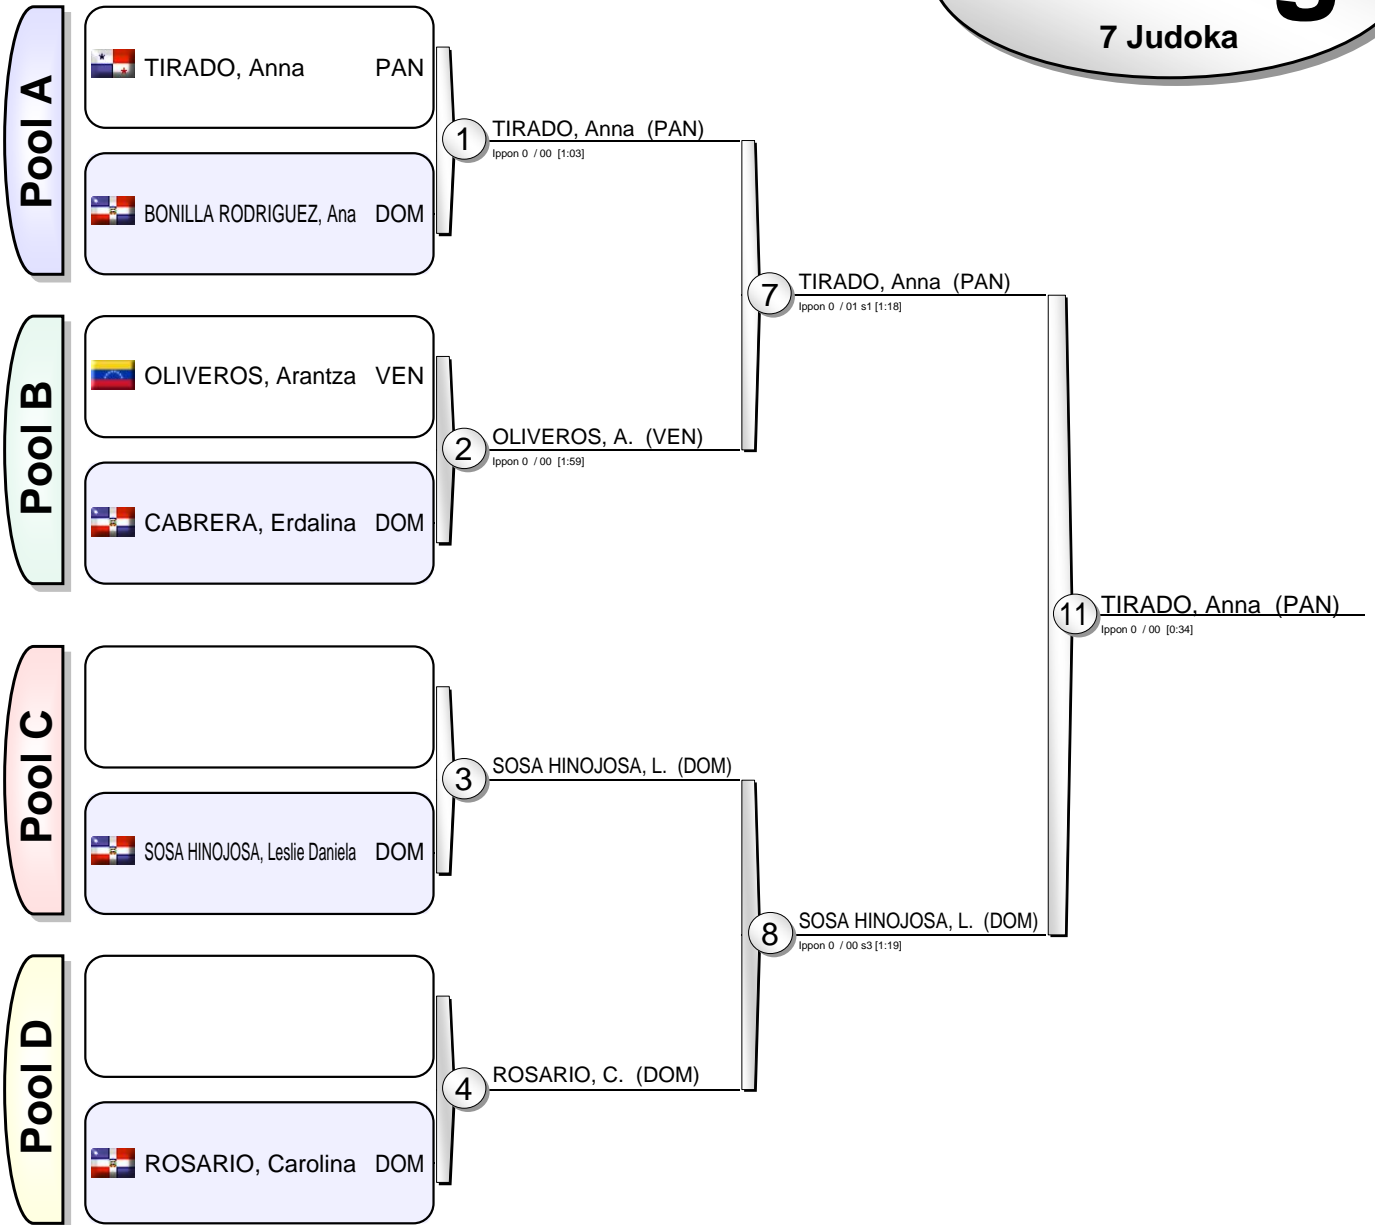 7 Judoka
Pool A
TIRADO, Anna PAN
BONILLA RODRIGUEZ, Ana DOM
1
TIRADO, Anna (PAN)
Ippon 0 / 00 [1:03]
Pool B
OLIVEROS, Arantza VEN
CABRERA, Erdalina DOM
2
OLIVEROS, A. (VEN)
Ippon 0 / 00 [1:59]
7
TIRADO, Anna (PAN)
Ippon 0 / 01 s1 [1:18]
Pool C
SOSA HINOJOSA, Leslie Daniela DOM
3
SOSA HINOJOSA, L. (DOM)
Pool D
ROSARIO, Carolina DOM
4
ROSARIO, C. (DOM)
8
SOSA HINOJOSA, L. (DOM)
Ippon 0 / 00 s3 [1:19]
11
TIRADO, Anna (PAN)
Ippon 0 / 00 [0:34]